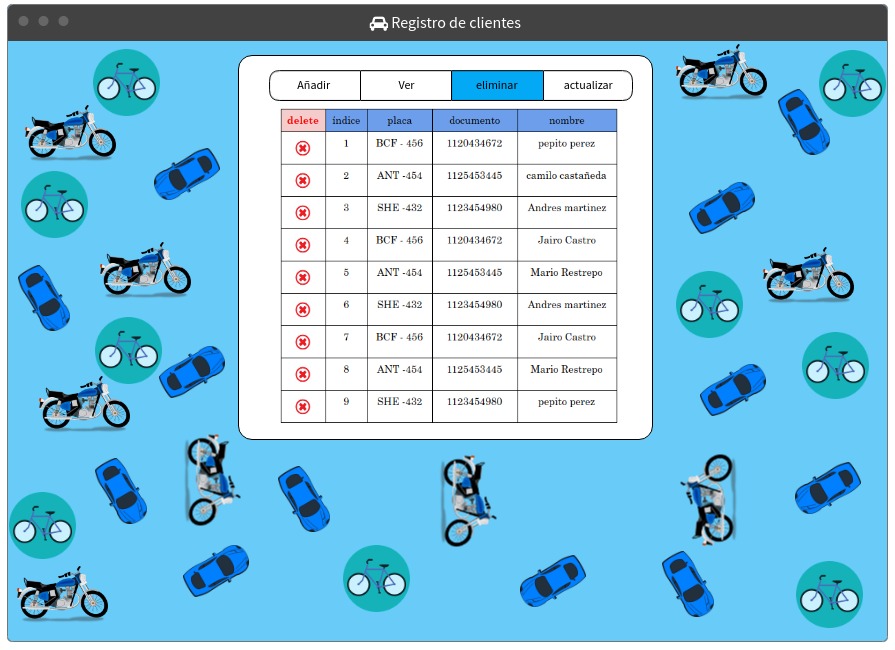 Registro de clientes
Añadir Ver eliminar actualizar
delete indice placa documento nombre
1 BCF - 456 1120434672 pepito perez
2 ANT -454 1125453445 camilo castañeda
3 SHE -432 1123454980 Andres martinez
4 BCF - 456 1120434672 Jairo Castro
5 ANT -454 1125453445 Mario Restrepo
6 SHE -432 1123454980 Andres martinez
7 BCF - 456 1120434672 Jairo Castro
8 ANT -454 1125453445 Mario Restrepo
9 SHE -432 1123454980 pepito perez